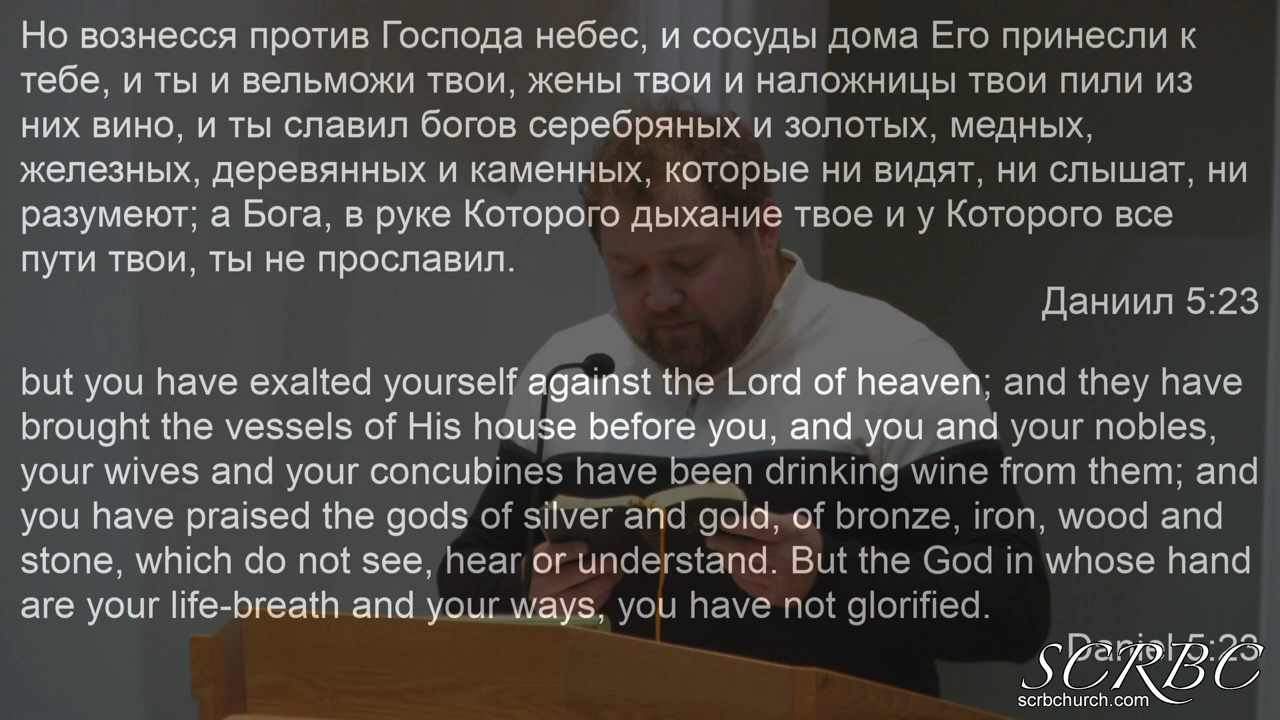 Но вознесся против Господа небес, и сосуды дома Его принесли к
тебе, и ты и вельможи твои, жены твои и наложницы твои пили из
них вино, и ты славил богов серебряных и золотых, медных,
железных, деревянных и каменных, которые ни видят, ни слышат, ни
разумеют; а Бога, в руке Которого дыхание твое и у Которого все
пути твои, ты не прославил.
Даниил 5:23
but you have exalted yourself against the Lord of heaven; and they have
brought the vessels of His house before you, and you and your nobles,
your wives and your concubines have been drinking wine from them; and
you have praised the gods of silver and gold, of bronze, iron, wood and
stone, which do not see, hear or understand. But the God in whose hand
are your life-breath and your ways, you have not glorified.
Daniel 5:23
SCRBC
scrbchurch.com